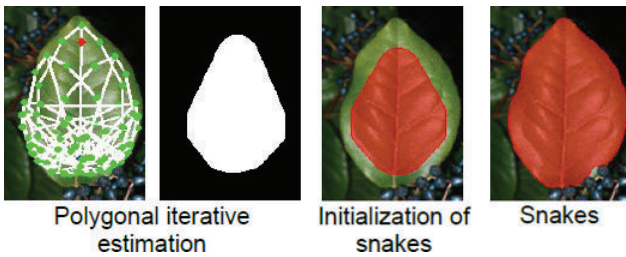 Polygonal iterative
estimation
Initialization of
snakes
Snakes